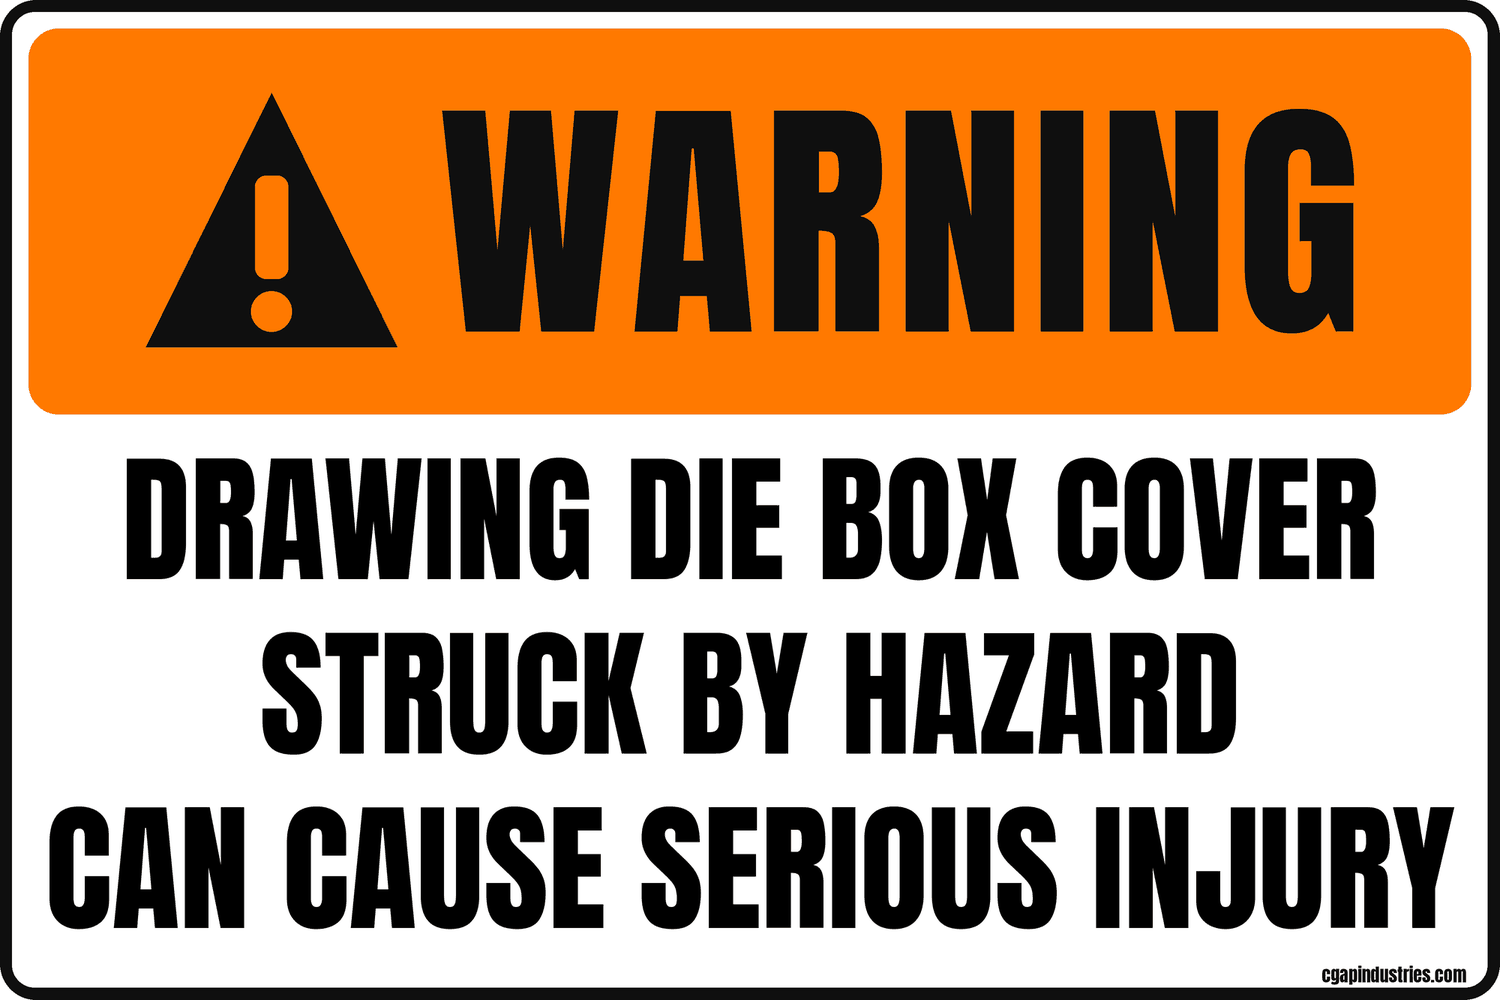 WARNING
DRAWING DIE BOX COVER
STRUCK BY HAZARD
CAN CAUSE SERIOUS INJURY
cgapindustries.com